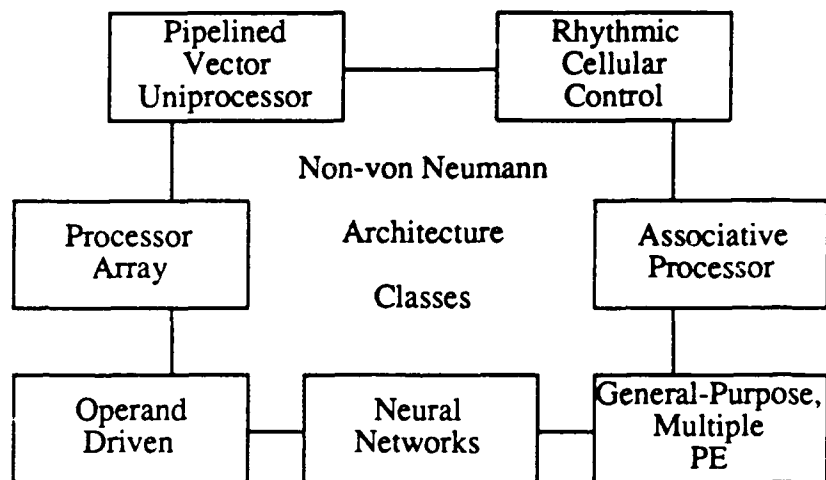 Pipelined
Vector
Uniprocessor
Rhythmic
Cellular
Control
Non-von Neumann
Architecture
Classes
Processor
Array
Associative
Processor
Operand
Driven
Neural
Networks
General-Purpose,
Multiple
PE